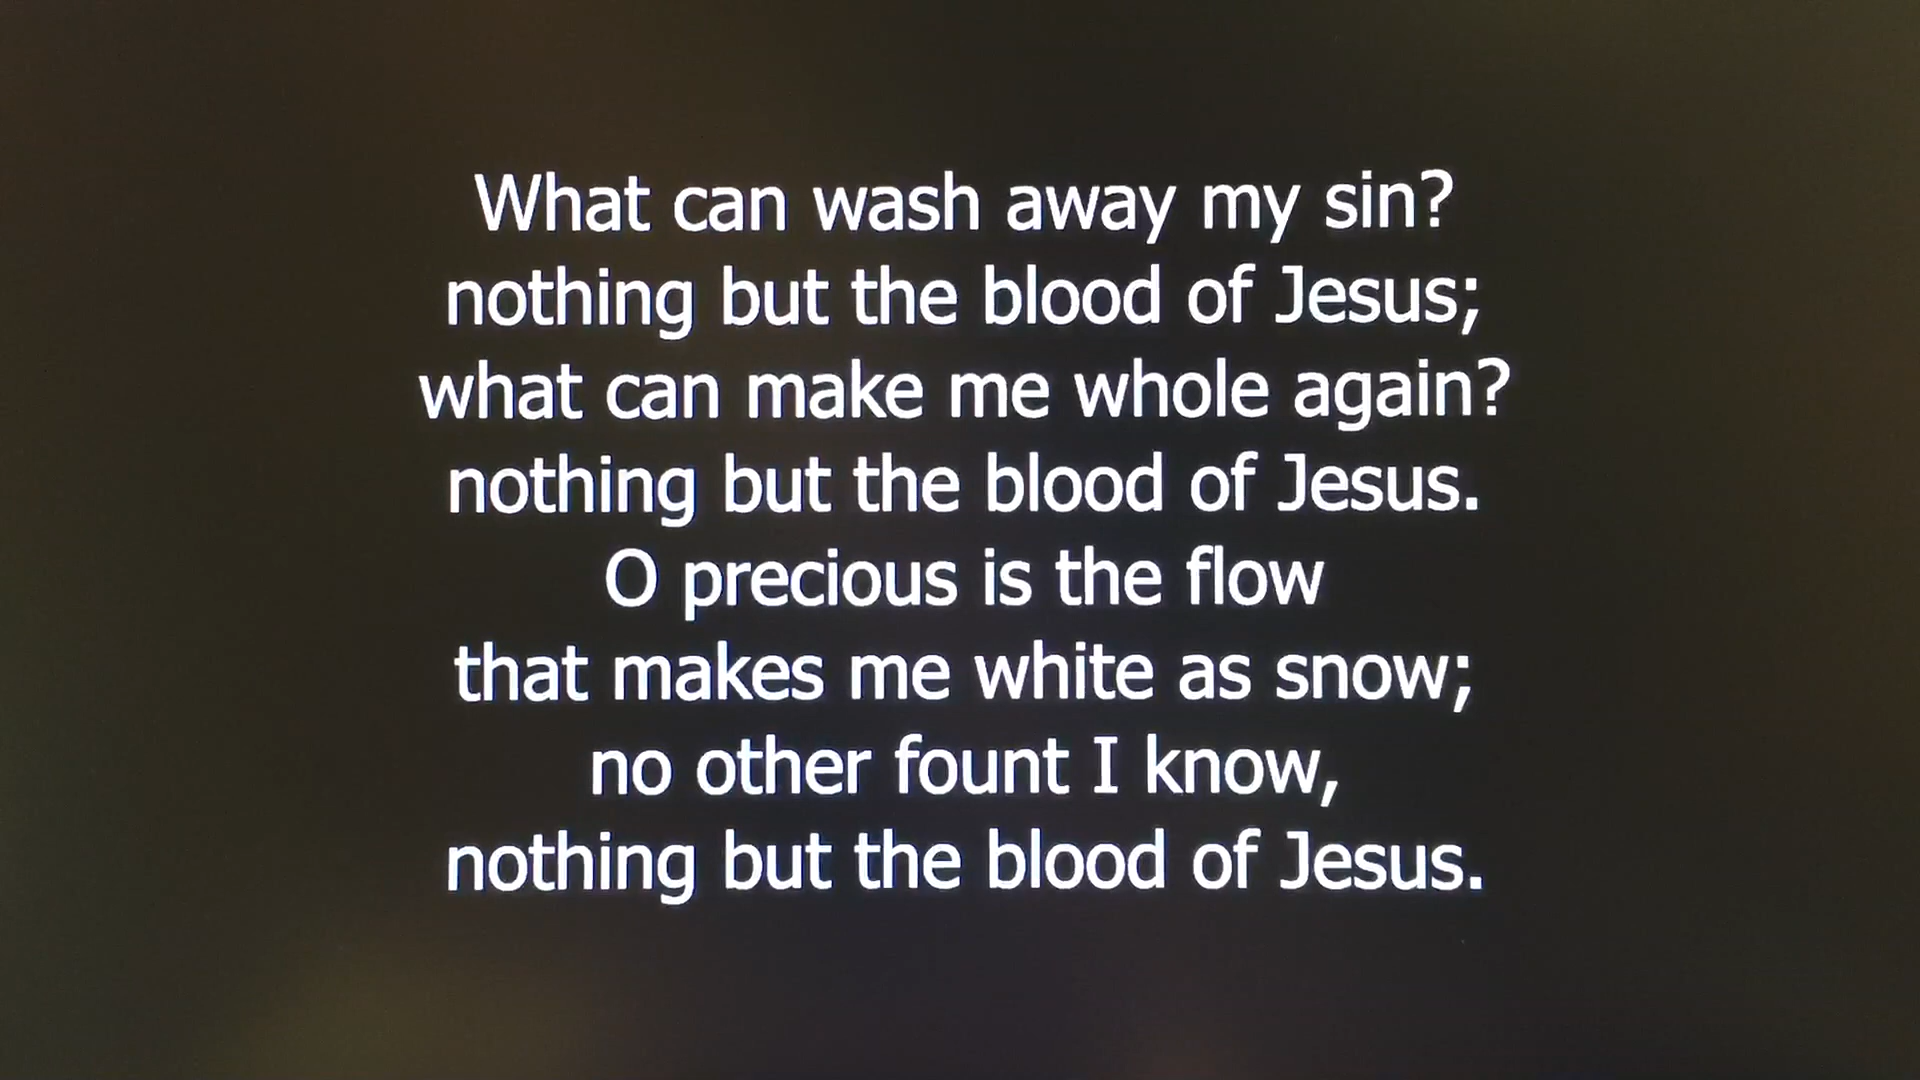 What can wash away my sin?
nothing but the blood of Jesus;
what can make me whole again?
nothing but the blood of Jesus.
O precious is the flow
that makes me white as snow;
no other fount I know,
nothing but the blood of Jesus.